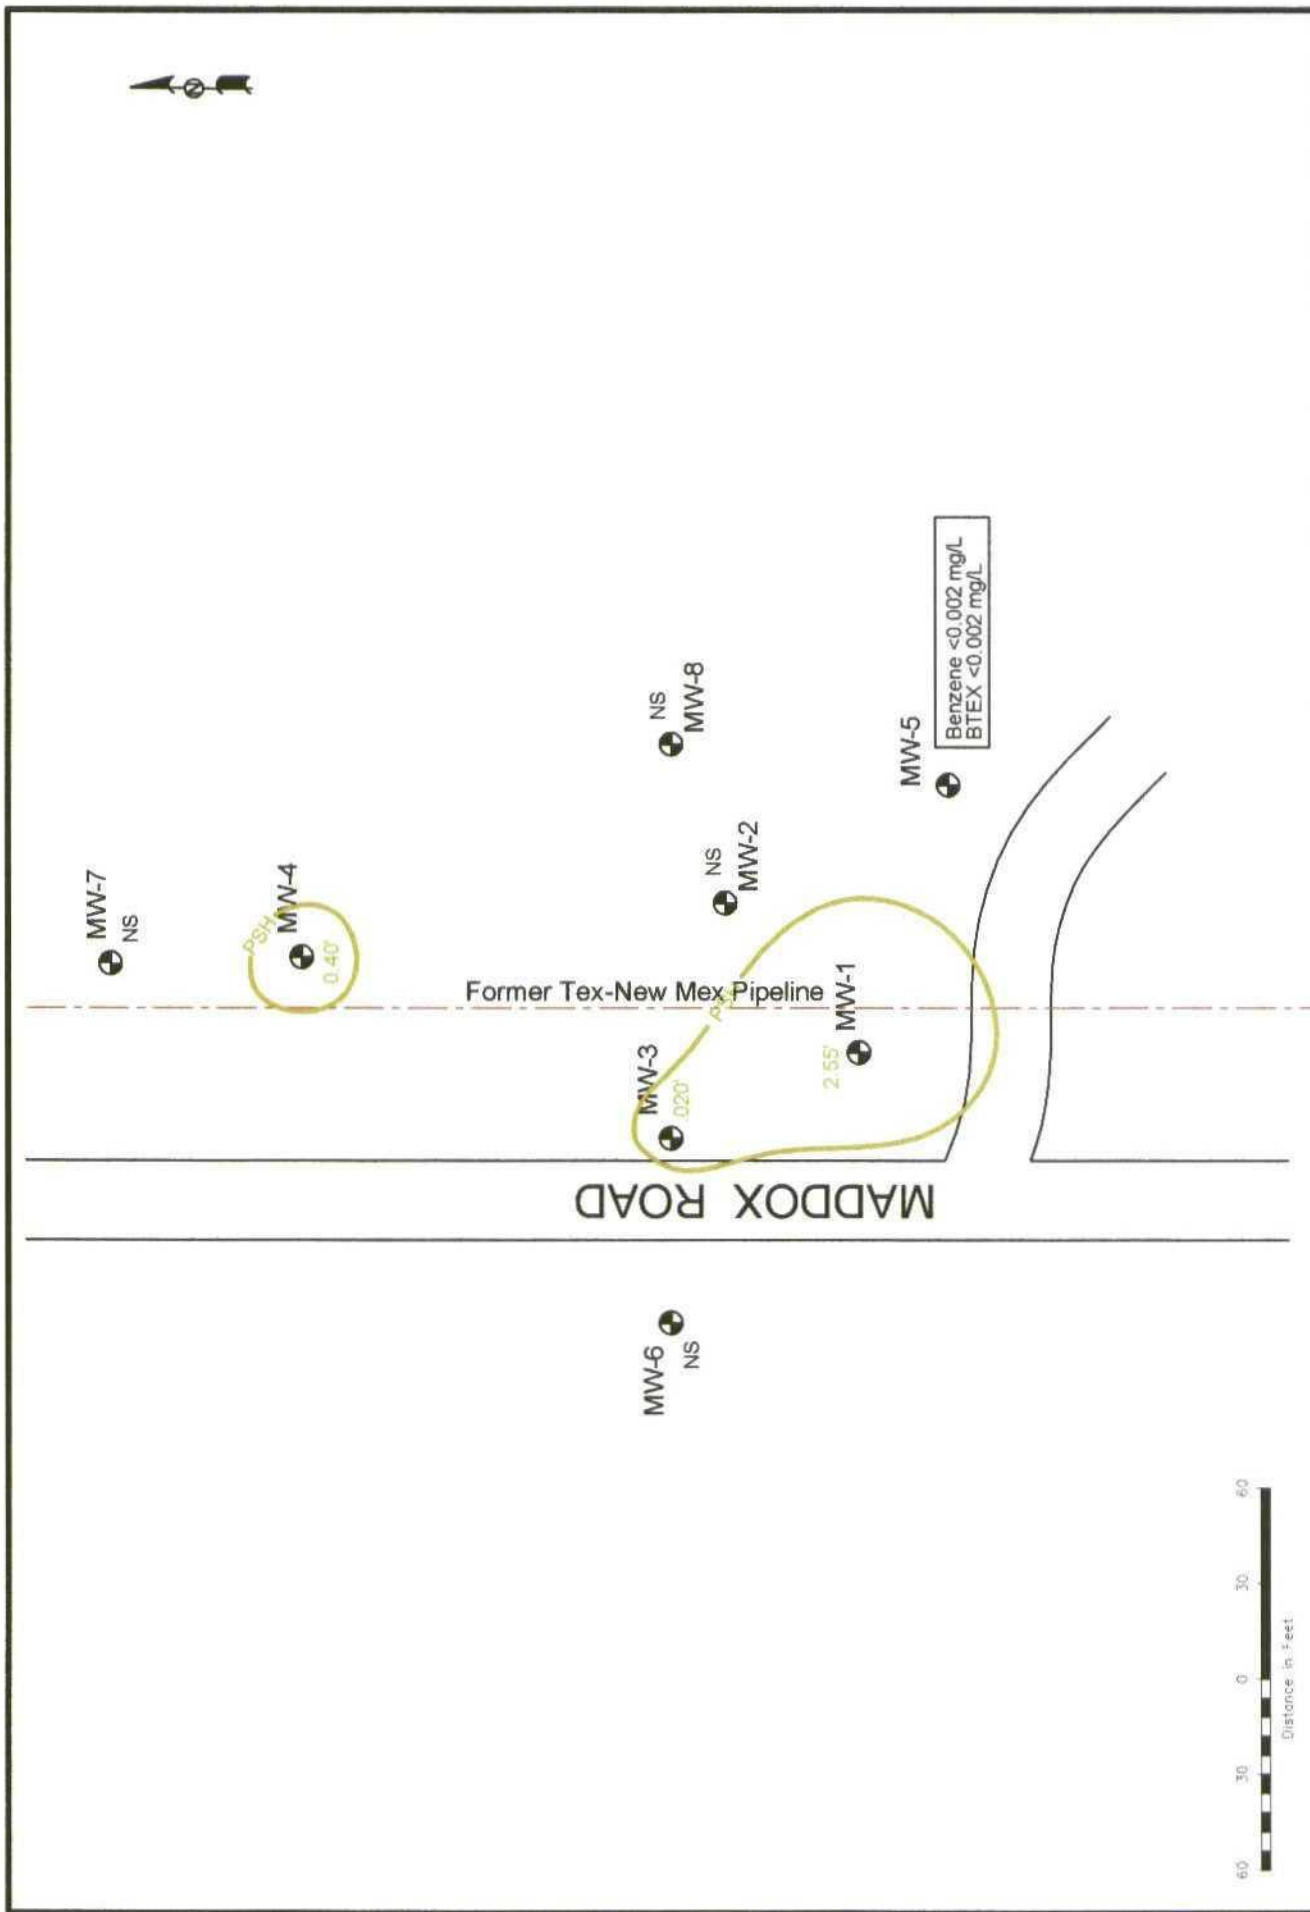 N
MW-7
NS
PSH
MW-4
0.40'
Former Tex-New Mex Pipeline
MW-3
.020'
MW-1
2.55'
NS
MW-2
NS
MW-8
MW-5
Benzene <0.002 mg/L
BTEX <0.002 mg/L
MADDOX ROAD
MW-6
NS
60 30 0 30 60
Distance in Feet